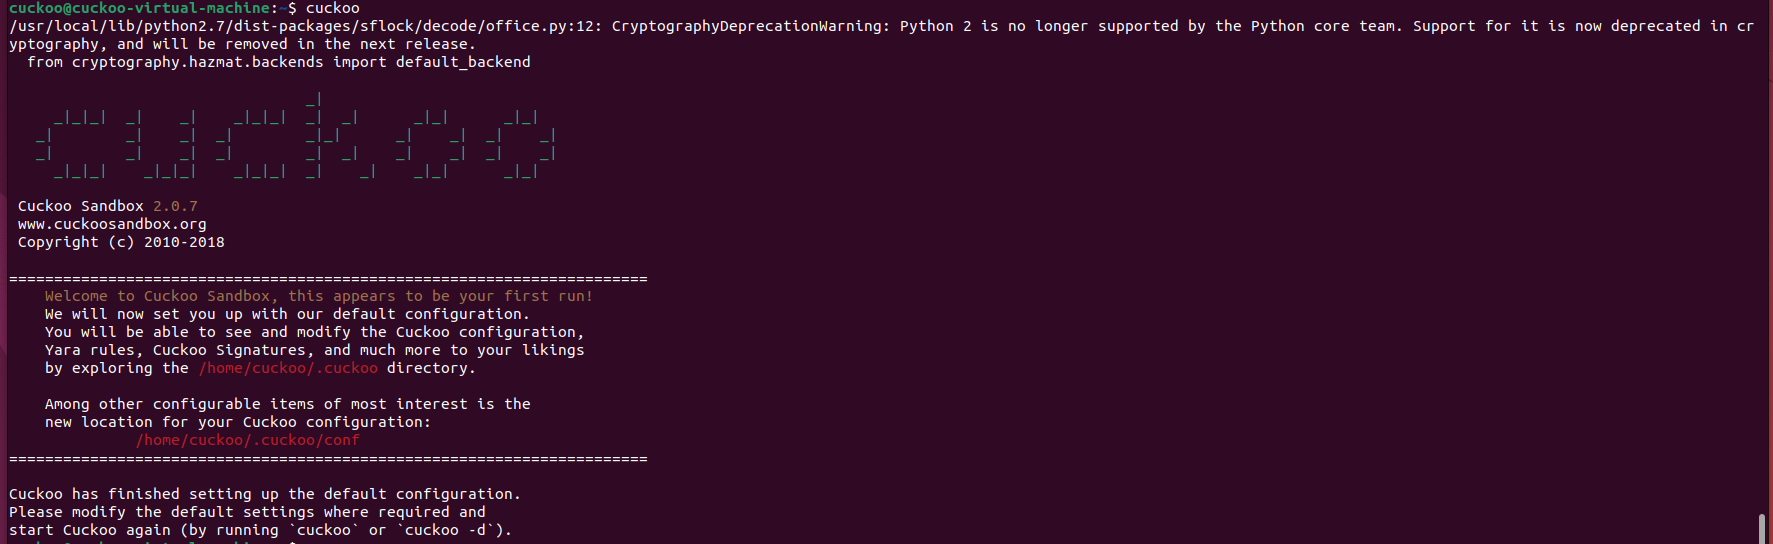 cuckoo@cuckoo-virtual-machine:~$ cuckoo
/usr/local/lib/python2.7/dist-packages/sflock/decode/office.py:12: CryptographyDeprecationWarning: Python 2 is no longer supported by the Python core team. Support for it is now deprecated in cr
yptography, and will be removed in the next release.
  from cryptography.hazmat.backends import default_backend
cuckoo
Cuckoo Sandbox 2.0.7
www.cuckoosandbox.org
Copyright (c) 2010-2018
=======================================================================
Welcome to Cuckoo Sandbox, this appears to be your first run!
We will now set you up with our default configuration.
You will be able to see and modify the Cuckoo configuration,
Yara rules, Cuckoo Signatures, and much more to your likings
by exploring the /home/cuckoo/.cuckoo directory.
Among other configurable items of most interest is the
new location for your Cuckoo configuration:
/home/cuckoo/.cuckoo/conf
=======================================================================
Cuckoo has finished setting up the default configuration.
Please modify the default settings where required and
start Cuckoo again (by running `cuckoo` or `cuckoo -d`).